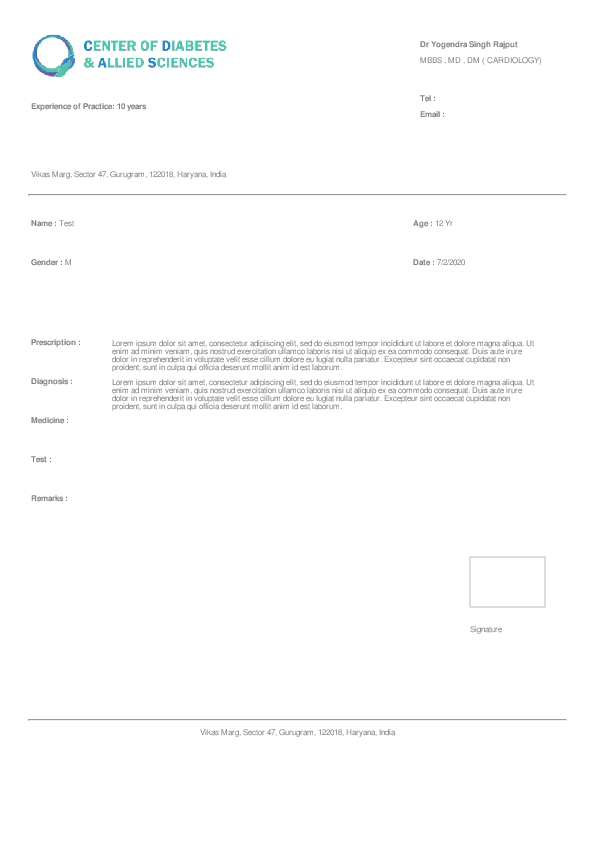 CENTER OF DIABETES
& ALLIED SCIENCES
Dr Yogendra Singh Rajput
MBBS , MD , DM ( CARDIOLOGY)
Experience of Practice: 10 years
Tel :
Email :
Vikas Marg, Sector 47, Gurugram. 122018, Haryana, India
Name : Test
Age : 12 Yr
Gender : M
Date : 7/2/2020
Prescription :
Lorem ipsum dolor sit amet, consectetur adipiscing elit, sed do eiusmod tempor incididunt ut labore et dolore magna aliqua. Ut
enim ad minim veniam, quis nostrud exercitation ullamco laboris nisi ut aliquip ex ea commodo consequat. Duis aute irure
dolor in reprehenderit in voluptate velit esse cillum dolore eu fugiat nulla pariatur. Excepteur sint occaecat cupidatat non
proident, sunt in culpa qui officia deserunt mollit anim id est laborum.
Diagnosis :
Lorem ipsum dolor sit amet, consectetur adipiscing elit, sed do eiusmod tempor incididunt ut labore et dolore magna aliqua. Ut
enim ad minim veniam, quis nostrud exercitation ullamco laboris nisi ut aliquip ex ea commodo consequat. Duis aute irure
dolor in reprehenderit in voluptate velit esse cillum dolore eu fugiat nulla pariatur. Excepteur sint occaecat cupidatat non
proident, sunt in culpa qui officia deserunt mollit anim id est laborum.
Medicine :
Test :
Remarks :
Signature
Vikas Marg, Sector 47, Gurugram, 122018, Haryana, India